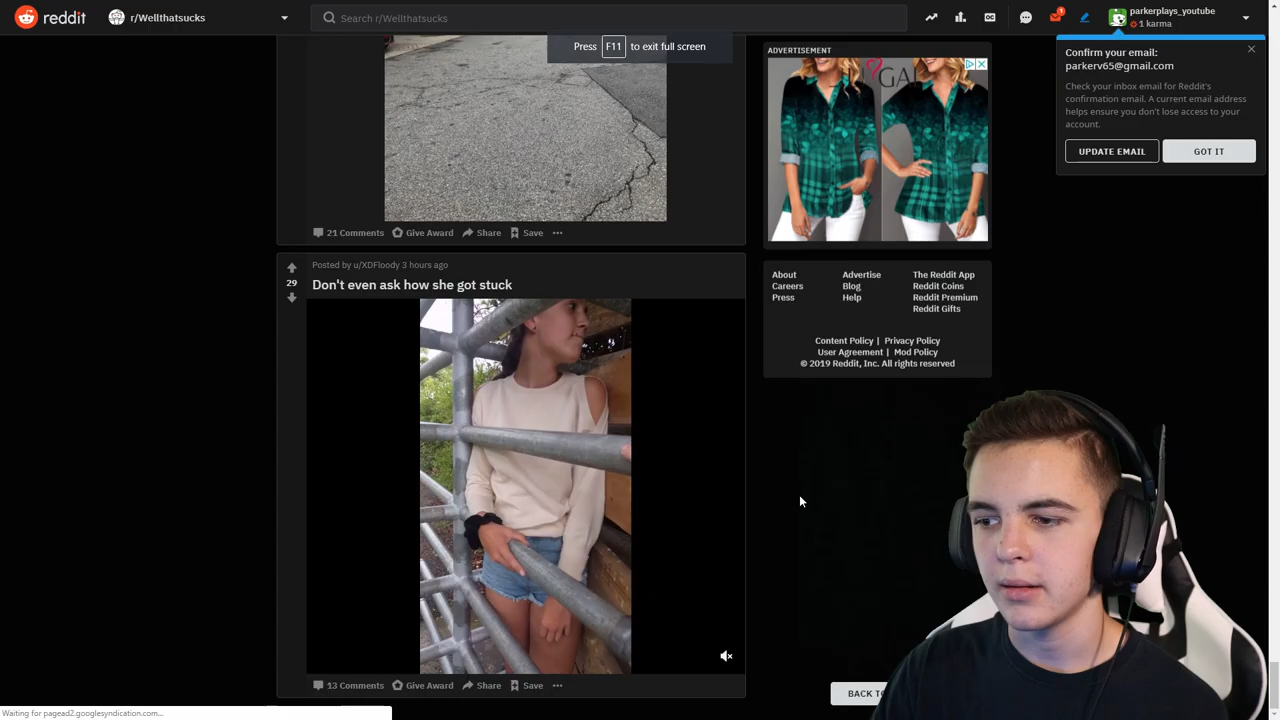 reddit
r/Wellthatsucks
Search r/Wellthatsucks
parkerplays_youtube
1 karma
Press F11 to exit full screen
ADVERTISEMENT
Confirm your email:
parkerv65@gmail.com
Check your inbox email for Reddit's
confirmation email. A current email address
helps ensure you don't lose access to your
account.
UPDATE EMAIL
GOT IT
21 Comments
Give Award
Share
Save
Posted by u/XDFloody 3 hours ago
29
Don't even ask how she got stuck
About
Advertise
The Reddit App
Careers
Blog
Reddit Coins
Press
Help
Reddit Premium
Reddit Gifts
Content Policy | Privacy Policy
User Agreement | Mod Policy
© 2019 Reddit, Inc. All rights reserved
13 Comments
Give Award
Share
Save
BACK
Waiting for pagead2.googlesyndication.com...